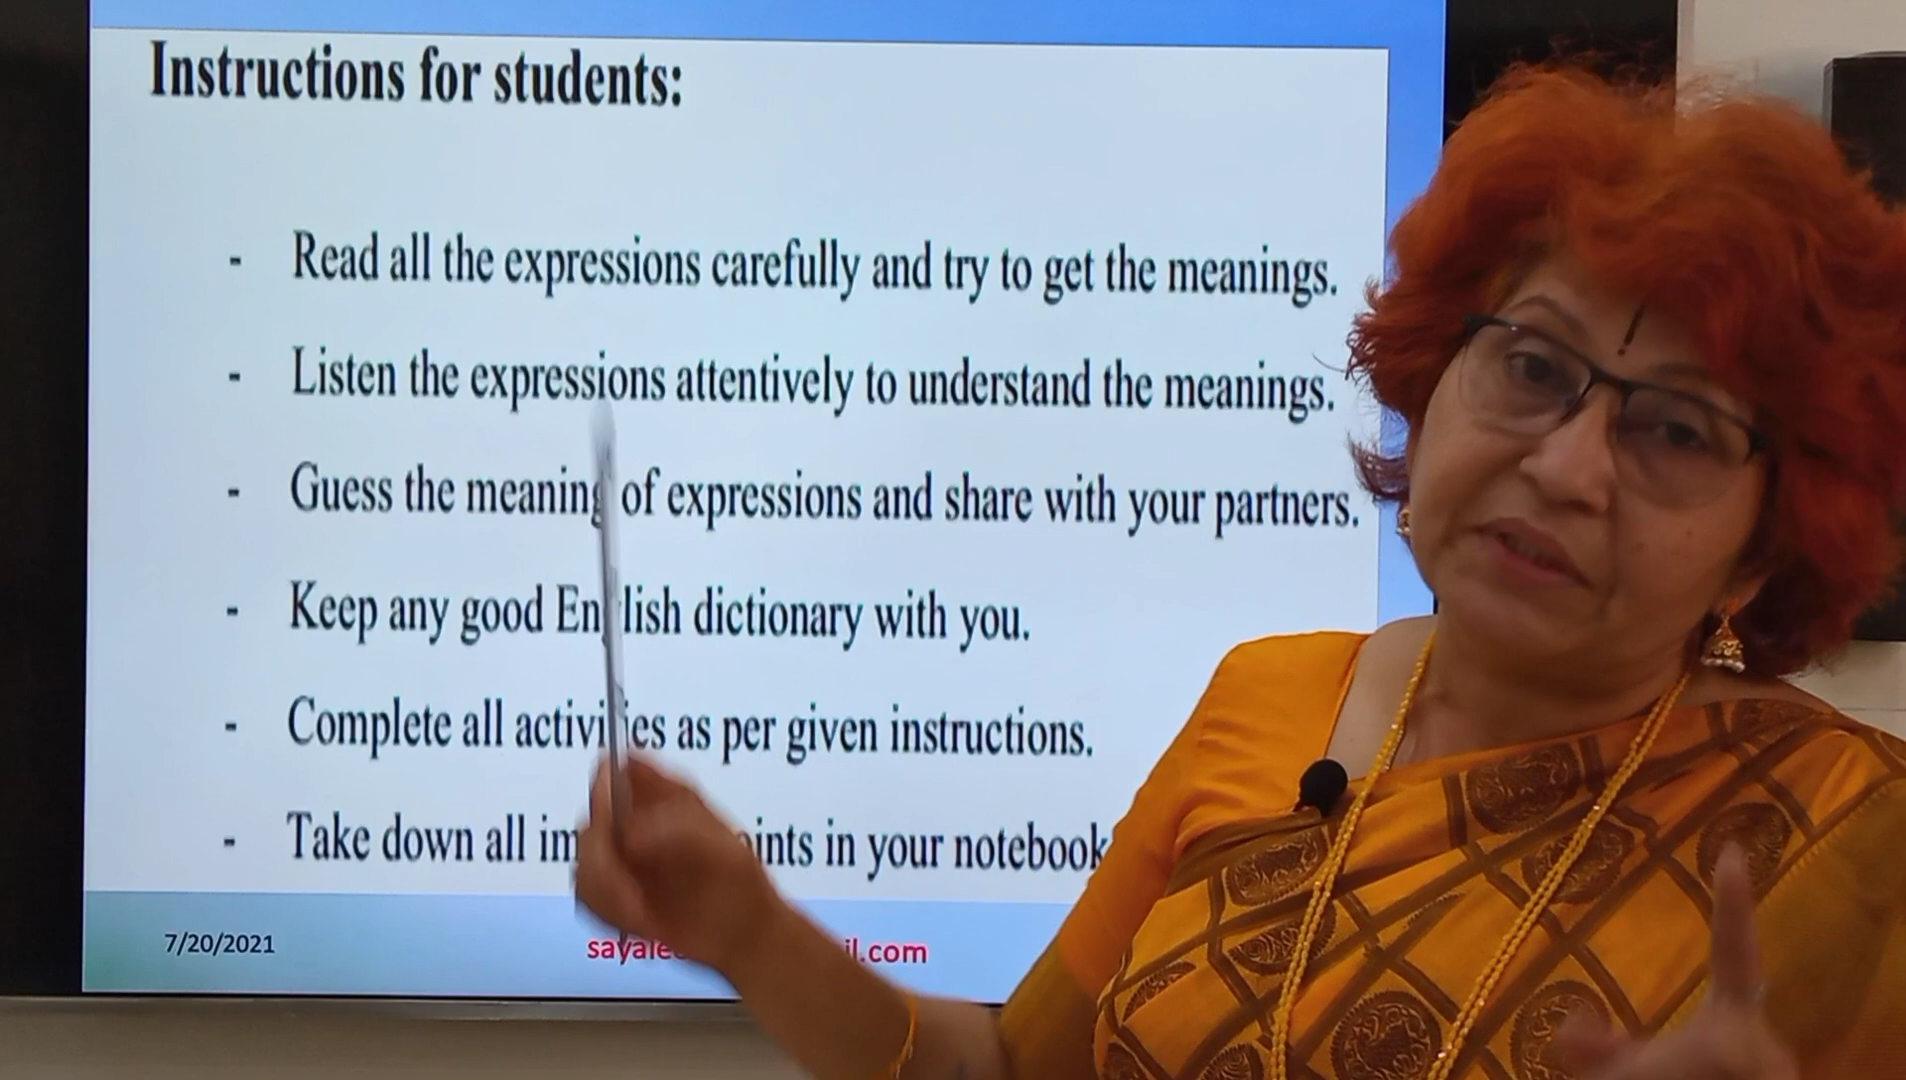 Instructions for students:
- Read all the expressions carefully and try to get the meanings.
- Listen the expressions attentively to understand the meanings.
- Guess the meaning of expressions and share with your partners.
- Keep any good English dictionary with you.
- Complete all activities as per given instructions.
- Take down all in your notebook
7/20/2021